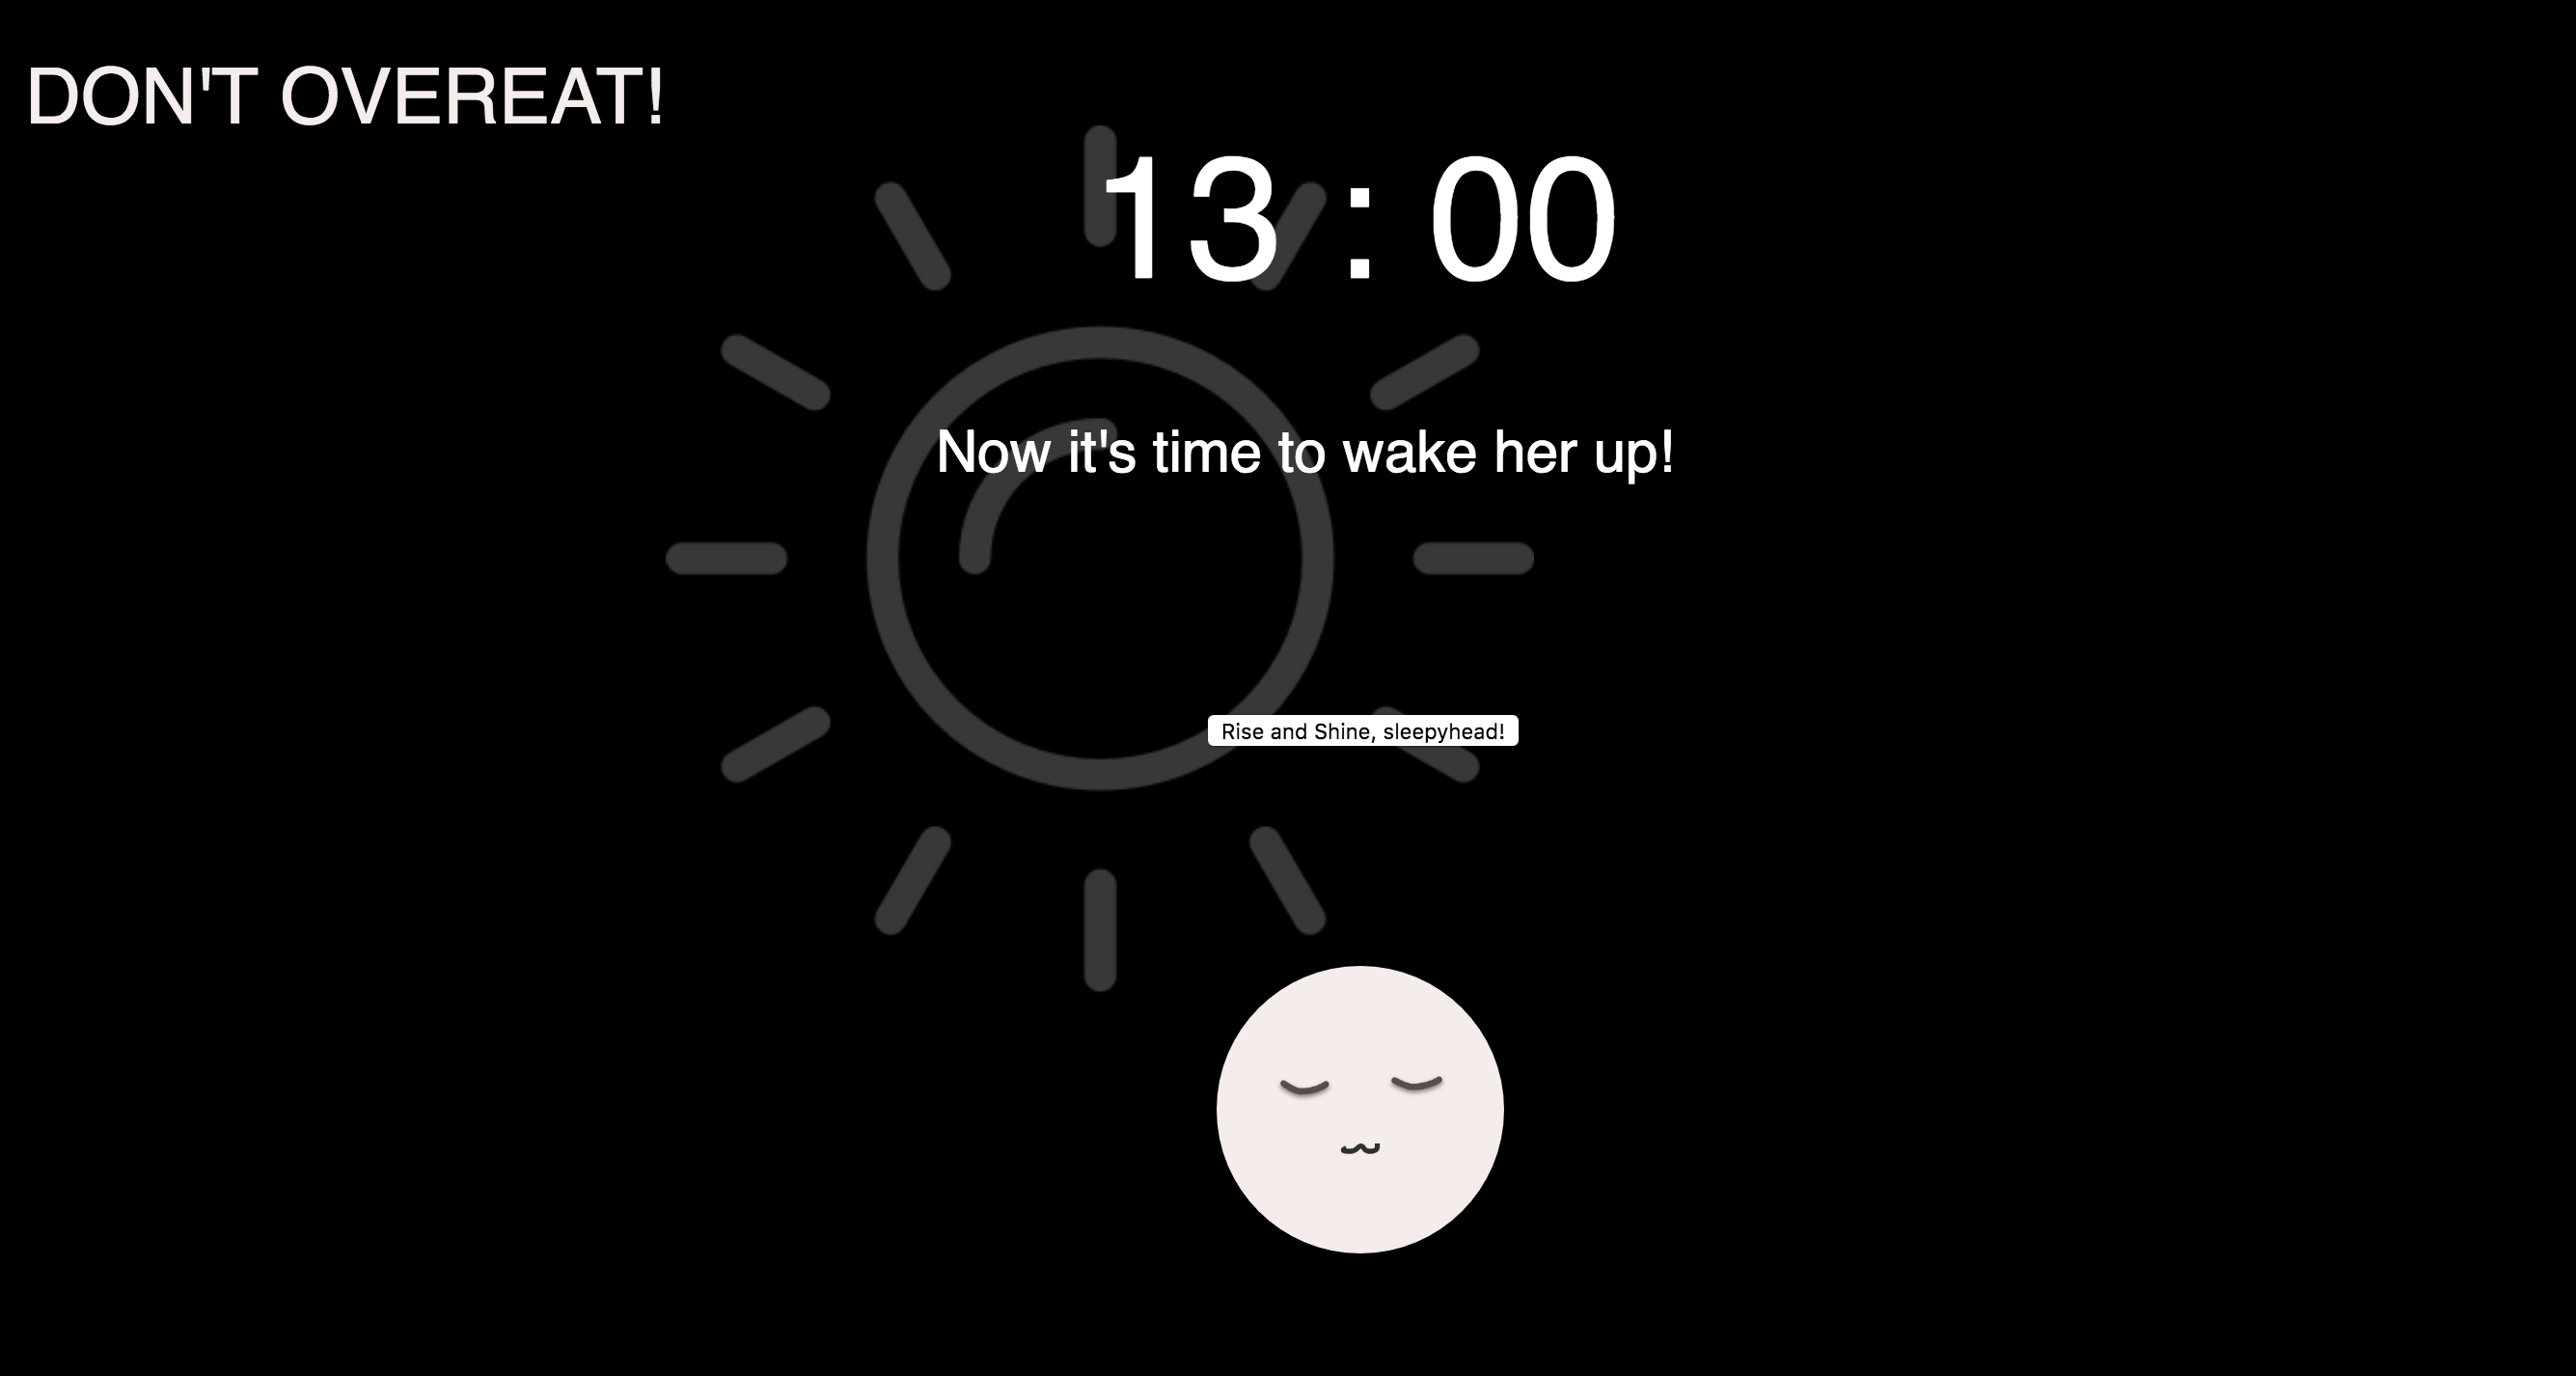 DON'T OVEREAT!
13 : 00
Now it's time to wake her up!
Rise and Shine, sleepyhead!